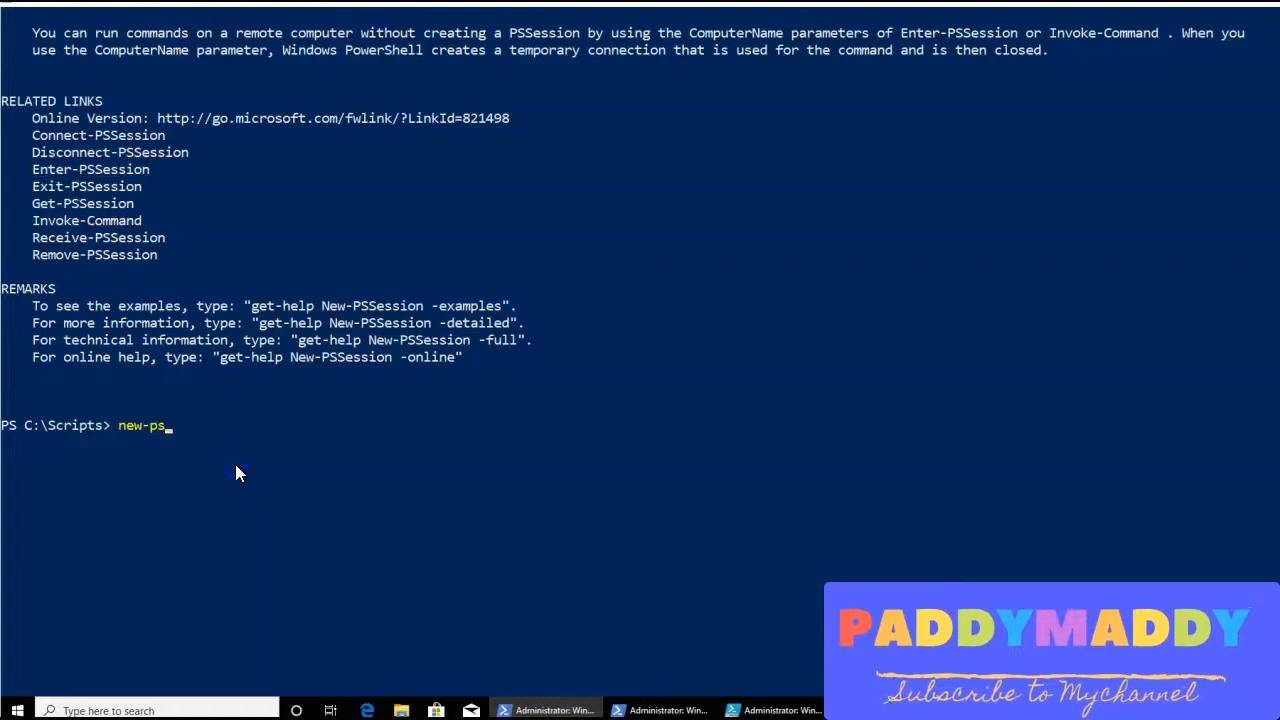 You can run commands on a remote computer without creating a PSSession by using the ComputerName parameters of Enter-PSSession or Invoke-Command . When you
use the ComputerName parameter, Windows PowerShell creates a temporary connection that is used for the command and is then closed.
RELATED LINKS
Online Version: http://go.microsoft.com/fwlink/?LinkId=821498
Connect-PSSession
Disconnect-PSSession
Enter-PSSession
Exit-PSSession
Get-PSSession
Invoke-Command
Receive-PSSession
Remove-PSSession
REMARKS
To see the examples, type: "get-help New-PSSession -examples".
For more information, type: "get-help New-PSSession -detailed".
For technical information, type: "get-help New-PSSession -full".
For online help, type: "get-help New-PSSession -online"
PS C:\Scripts> new-ps_
PADDYMADDY
Subscribe to Mychannel
Type here to search
Administrator: Win...
Administrator: Win...
Administrator: Win...